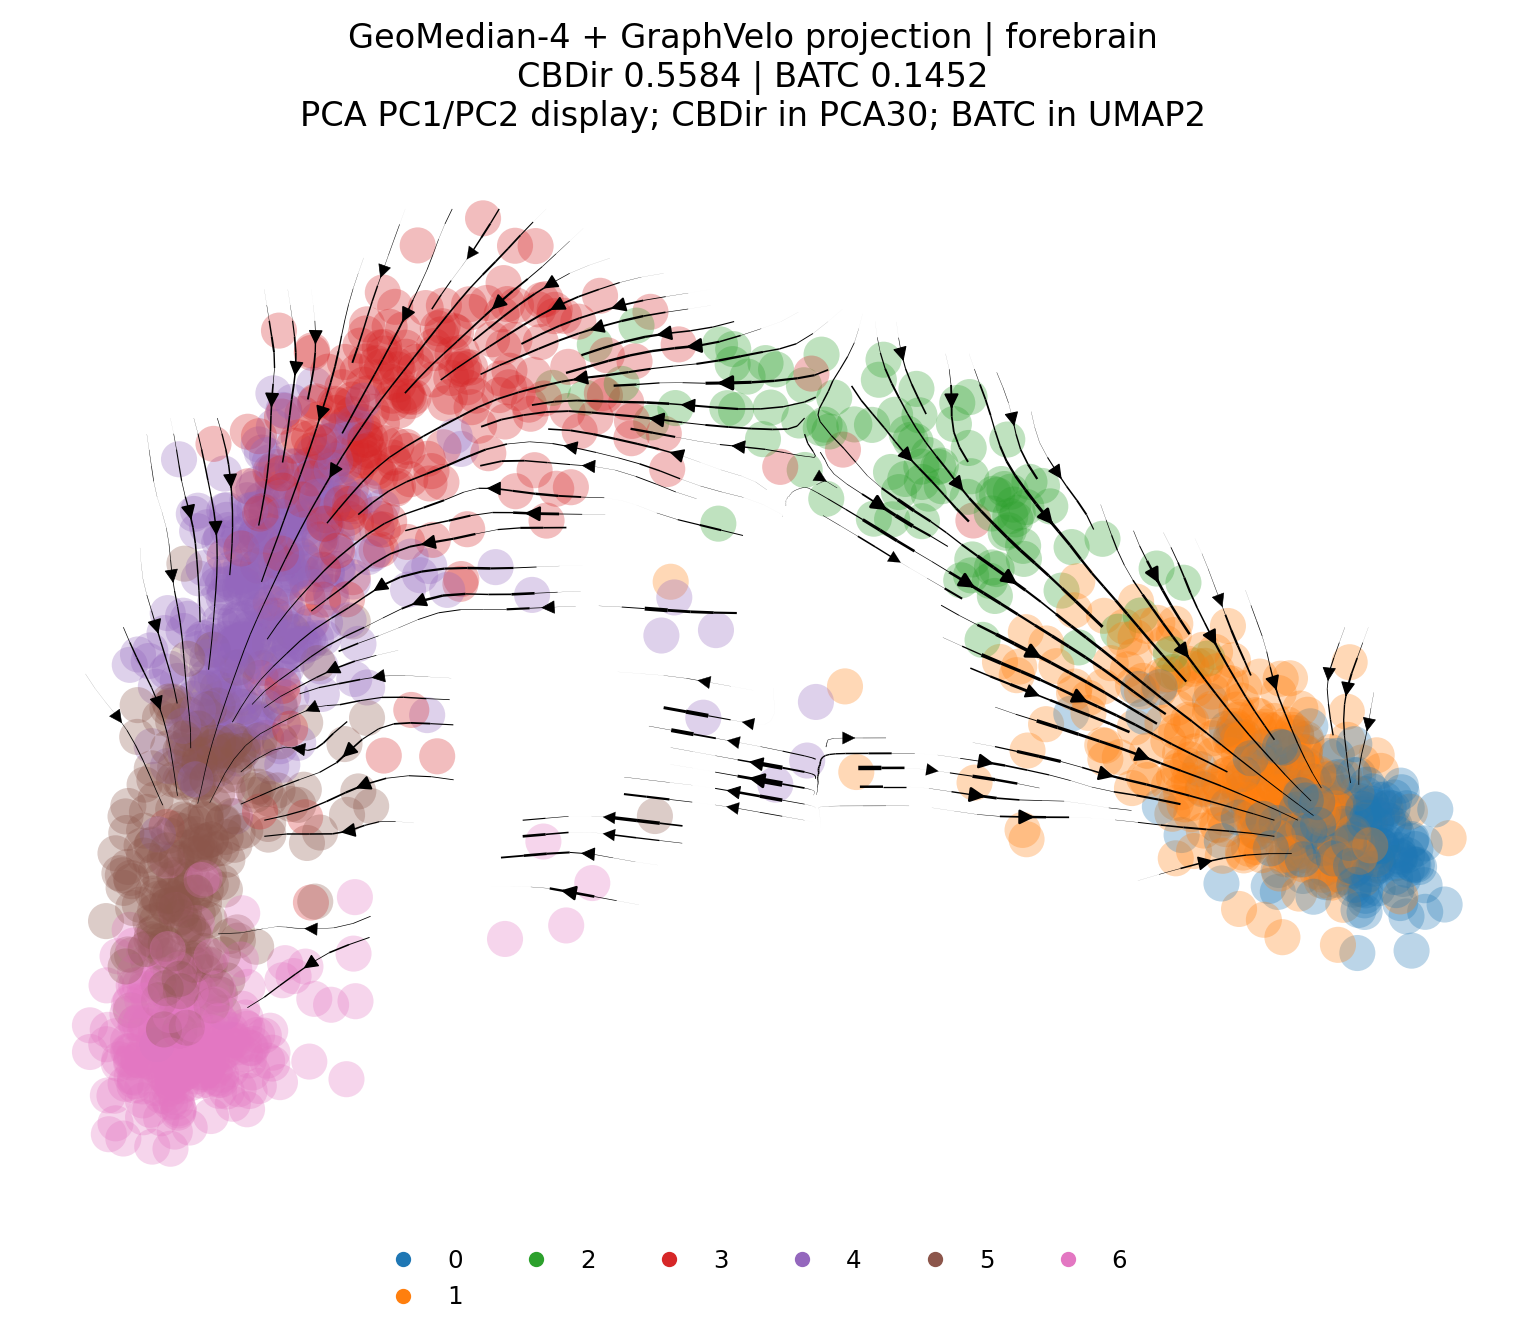 GeoMedian-4 + GraphVelo projection | forebrain
CBDir 0.5584 | BATC 0.1452
PCA PC1/PC2 display; CBDir in PCA30; BATC in UMAP2
0 2 3 4 5 6
1